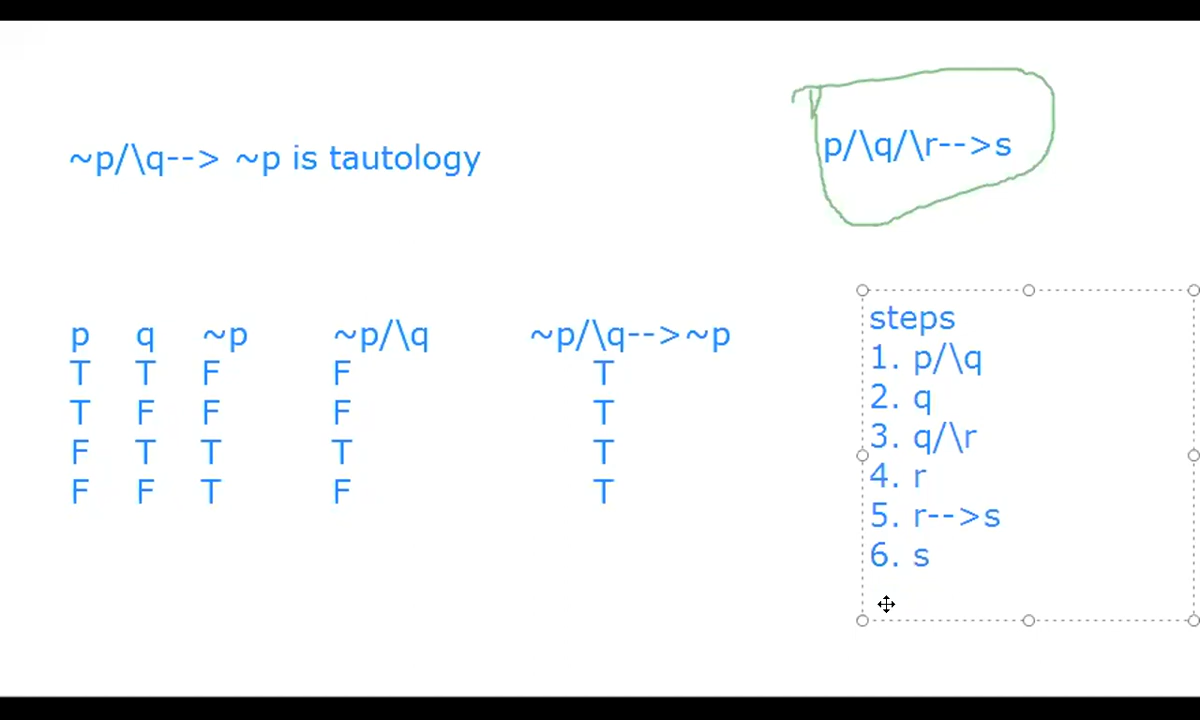 ~p/\q--> ~p is tautology
p/\q/\r-->s
p q ~p ~p/\q ~p/\q-->~p
T T F F T
T F F F T
F T T T T
F F T F T
steps
1. p/\q
2. q
3. q/\r
4. r
5. r-->s
6. s